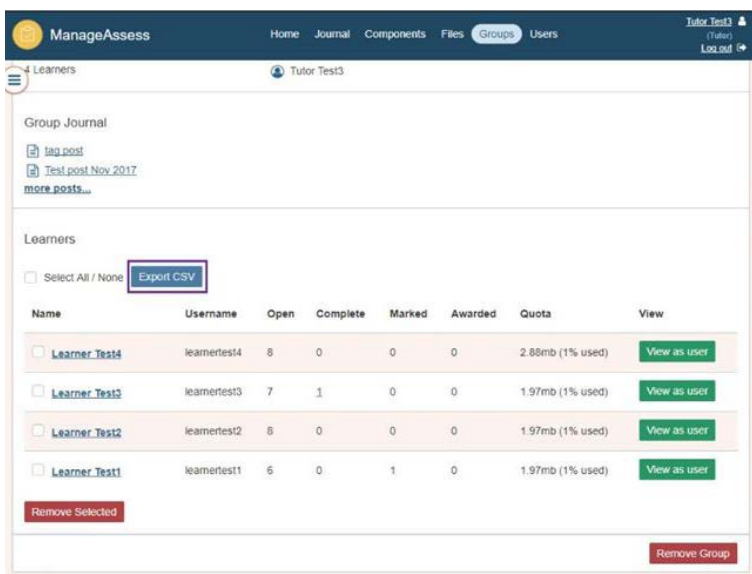 ManageAssess Home Journal Components Files Groups Users
Tutor Test3
(Tutor)
Log out
4 Learners Tutor Test3
Group Journal
tag post
Test post Nov 2017
more posts...
Learners
Select All / None Export CSV
Name Username Open Complete Marked Awarded Quota View
Learner Test4 learnertest4 8 0 0 0 2.88mb (1% used) View as user
Learner Test3 learnertest3 7 1 0 0 1.97mb (1% used) View as user
Learner Test2 learnertest2 8 0 0 0 1.97mb (1% used) View as user
Learner Test1 learnertest1 6 0 1 0 1.97mb (1% used) View as user
Remove Selected
Remove Group